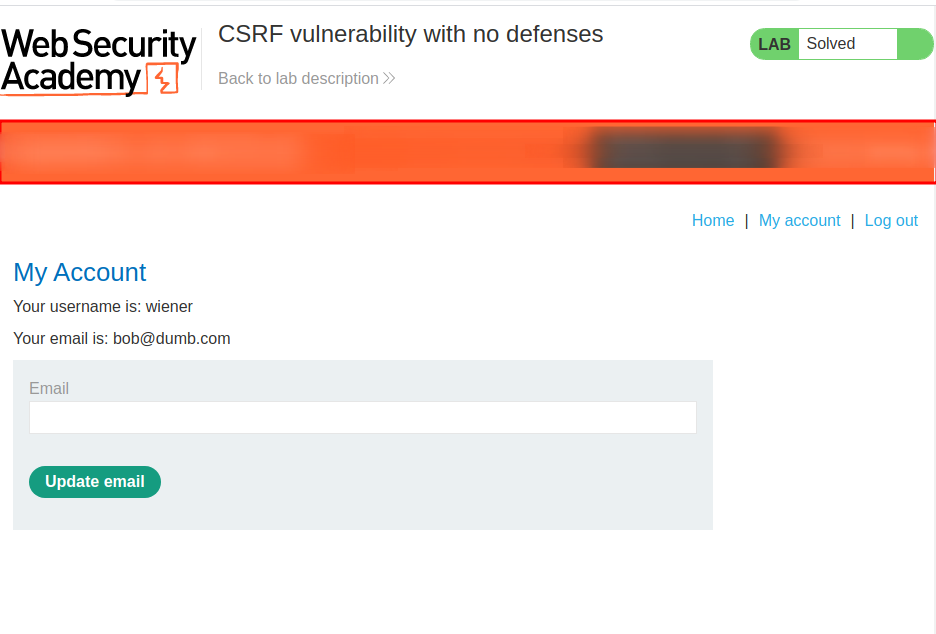 Web Security
Academy
CSRF vulnerability with no defenses
Back to lab description >>
LAB Solved
Home | My account | Log out
My Account
Your username is: wiener
Your email is: bob@dumb.com
Email
Update email